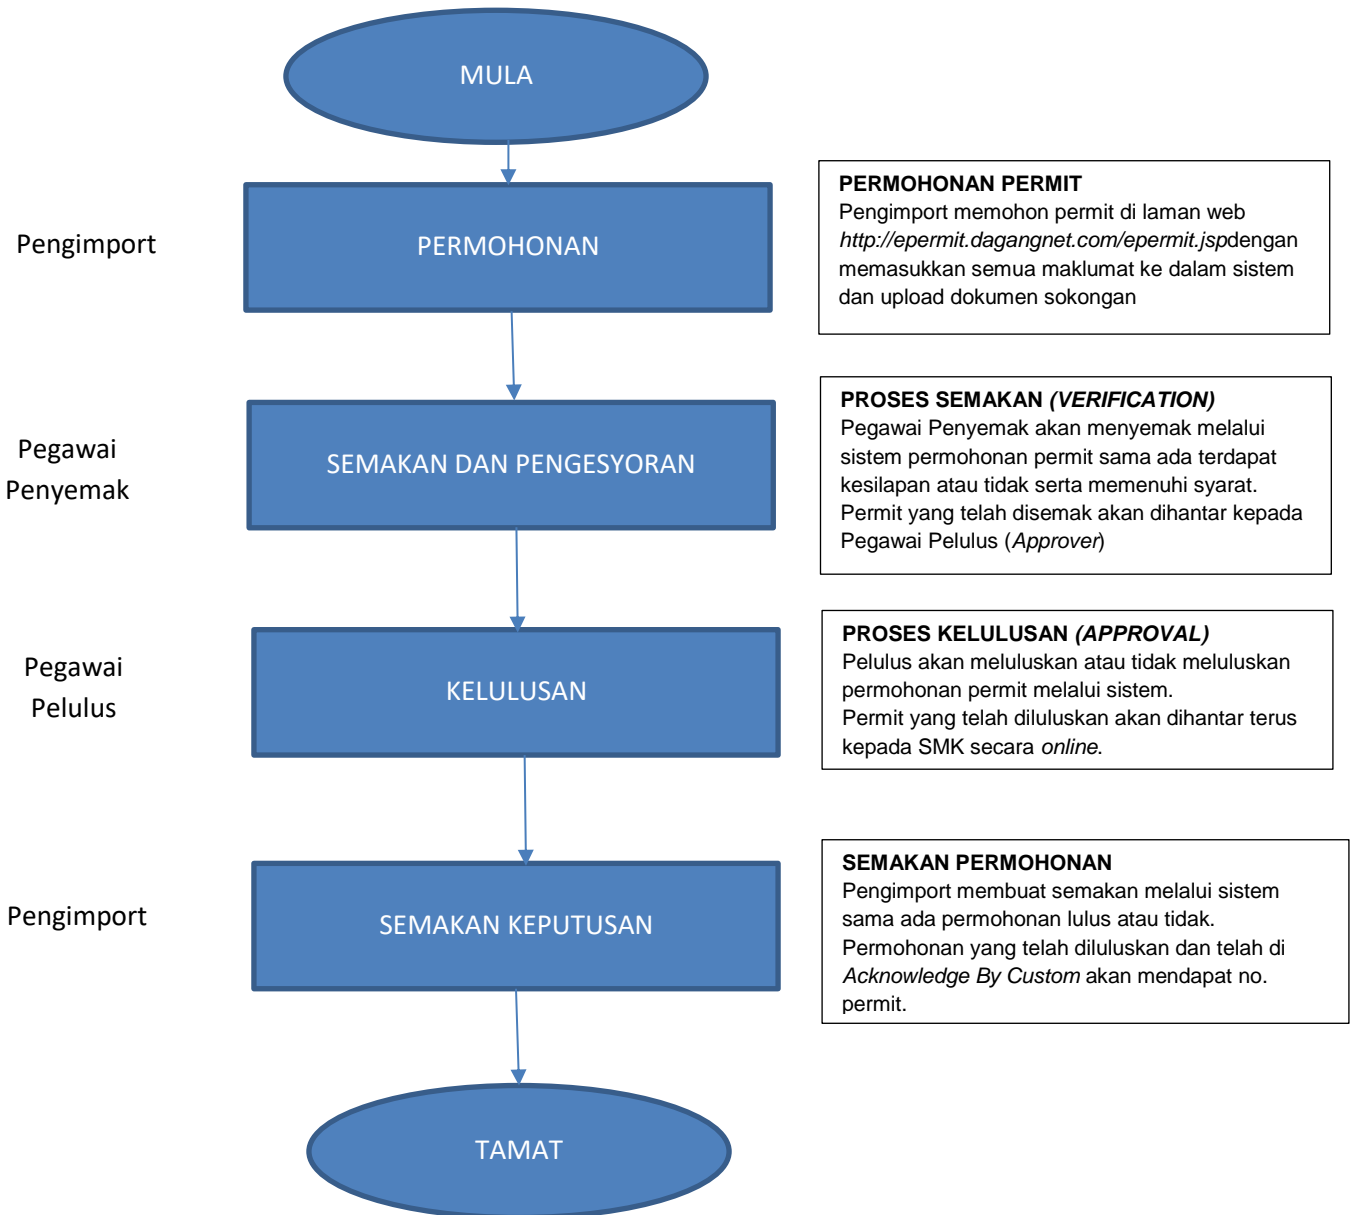 MULA
Pengimport
PERMOHONAN
PERMOHONAN PERMIT
Pengimport memohon permit di laman web
http://epermit.dagangnet.com/epermit.jspdengan
memasukkan semua maklumat ke dalam sistem
dan upload dokumen sokongan
Pegawai
Penyemak
SEMAKAN DAN PENGESYORAN
PROSES SEMAKAN (VERIFICATION)
Pegawai Penyemak akan menyemak melalui
sistem permohonan permit sama ada terdapat
kesilapan atau tidak serta memenuhi syarat.
Permit yang telah disemak akan dihantar kepada
Pegawai Pelulus (Approver)
Pegawai
Pelulus
KELULUSAN
PROSES KELULUSAN (APPROVAL)
Pelulus akan meluluskan atau tidak meluluskan
permohonan permit melalui sistem.
Permit yang telah diluluskan akan dihantar terus
kepada SMK secara online.
Pengimport
SEMAKAN KEPUTUSAN
SEMAKAN PERMOHONAN
Pengimport membuat semakan melalui sistem
sama ada permohonan lulus atau tidak.
Permohonan yang telah diluluskan dan telah di
Acknowledge By Custom akan mendapat no.
permit.
TAMAT